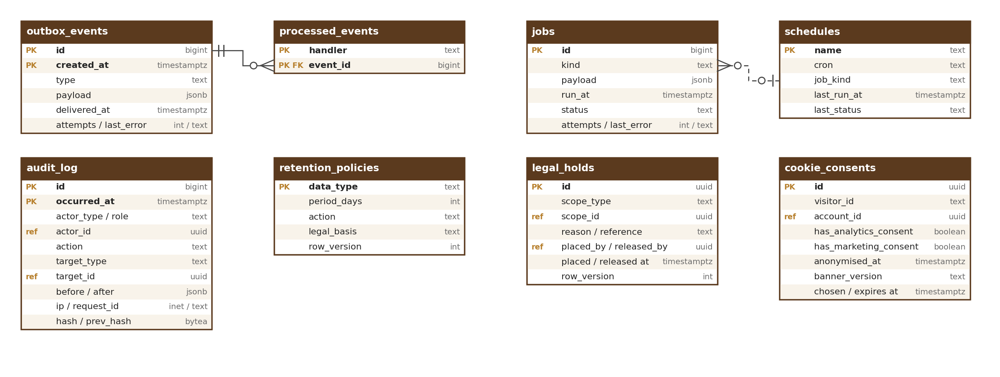 outbox_events
PK id bigint
PK created_at timestamptz
type text
payload jsonb
delivered_at timestamptz
attempts / last_error int / text
processed_events
PK handler text
PK FK event_id bigint
jobs
PK id bigint
kind text
payload jsonb
run_at timestamptz
status text
attempts / last_error int / text
schedules
PK name text
cron text
job_kind text
last_run_at timestamptz
last_status text
audit_log
PK id bigint
PK occurred_at timestamptz
actor_type / role text
ref actor_id uuid
action text
target_type text
ref target_id uuid
before / after jsonb
ip / request_id inet / text
hash / prev_hash bytea
retention_policies
PK data_type text
period_days int
action text
legal_basis text
row_version int
legal_holds
PK id uuid
scope_type text
ref scope_id uuid
reason / reference text
ref placed_by / released_by uuid
placed / released at timestamptz
row_version int
cookie_consents
PK id uuid
visitor_id text
ref account_id uuid
has_analytics_consent boolean
has_marketing_consent boolean
anonymised_at timestamptz
banner_version text
chosen / expires at timestamptz